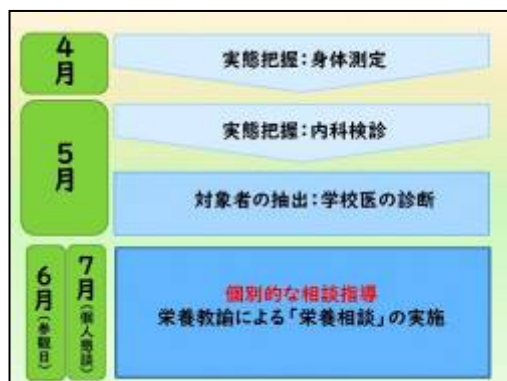 4月
実態把握：身体測定
5月
実態把握：内科検診
対象者の抽出：学校医の診断
6月（参観日）
7月（個人懇談）
個別的な相談指導
栄養教諭による「栄養相談」の実施